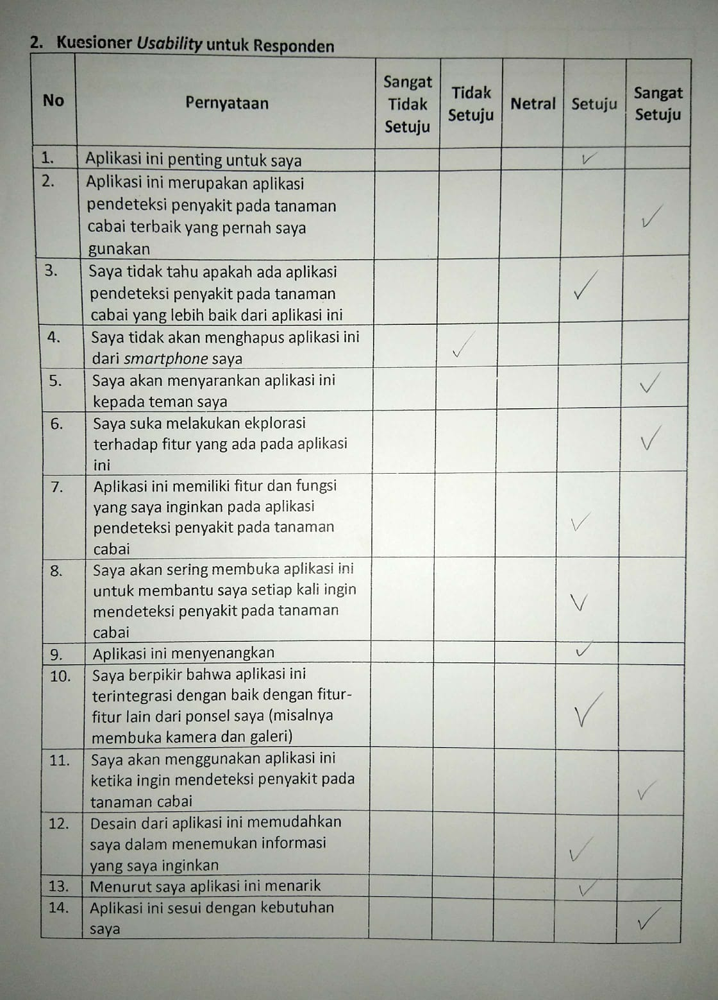 2. Kuesioner Usability untuk Responden
No
Pernyataan
Sangat
Tidak
Setuju
Tidak
Setuju
Netral
Setuju
Sangat
Setuju
1. Aplikasi ini penting untuk saya
2. Aplikasi ini merupakan aplikasi
pendeteksi penyakit pada tanaman
cabai terbaik yang pernah saya
gunakan
3. Saya tidak tahu apakah ada aplikasi
pendeteksi penyakit pada tanaman
cabai yang lebih baik dari aplikasi ini
4. Saya tidak akan menghapus aplikasi ini
dari smartphone saya
5. Saya akan menyarankan aplikasi ini
kepada teman saya
6. Saya suka melakukan ekplorasi
terhadap fitur yang ada pada aplikasi
ini
7. Aplikasi ini memiliki fitur dan fungsi
yang saya inginkan pada aplikasi
pendeteksi penyakit pada tanaman
cabai
8. Saya akan sering membuka aplikasi ini
untuk membantu saya setiap kali ingin
mendeteksi penyakit pada tanaman
cabai
9. Aplikasi ini menyenangkan
10. Saya berpikir bahwa aplikasi ini
terintegrasi dengan baik dengan fitur-
fitur lain dari ponsel saya (misalnya
membuka kamera dan galeri)
11. Saya akan menggunakan aplikasi ini
ketika ingin mendeteksi penyakit pada
tanaman cabai
12. Desain dari aplikasi ini memudahkan
saya dalam menemukan informasi
yang saya inginkan
13. Menurut saya aplikasi ini menarik
14. Aplikasi ini sesui dengan kebutuhan
saya